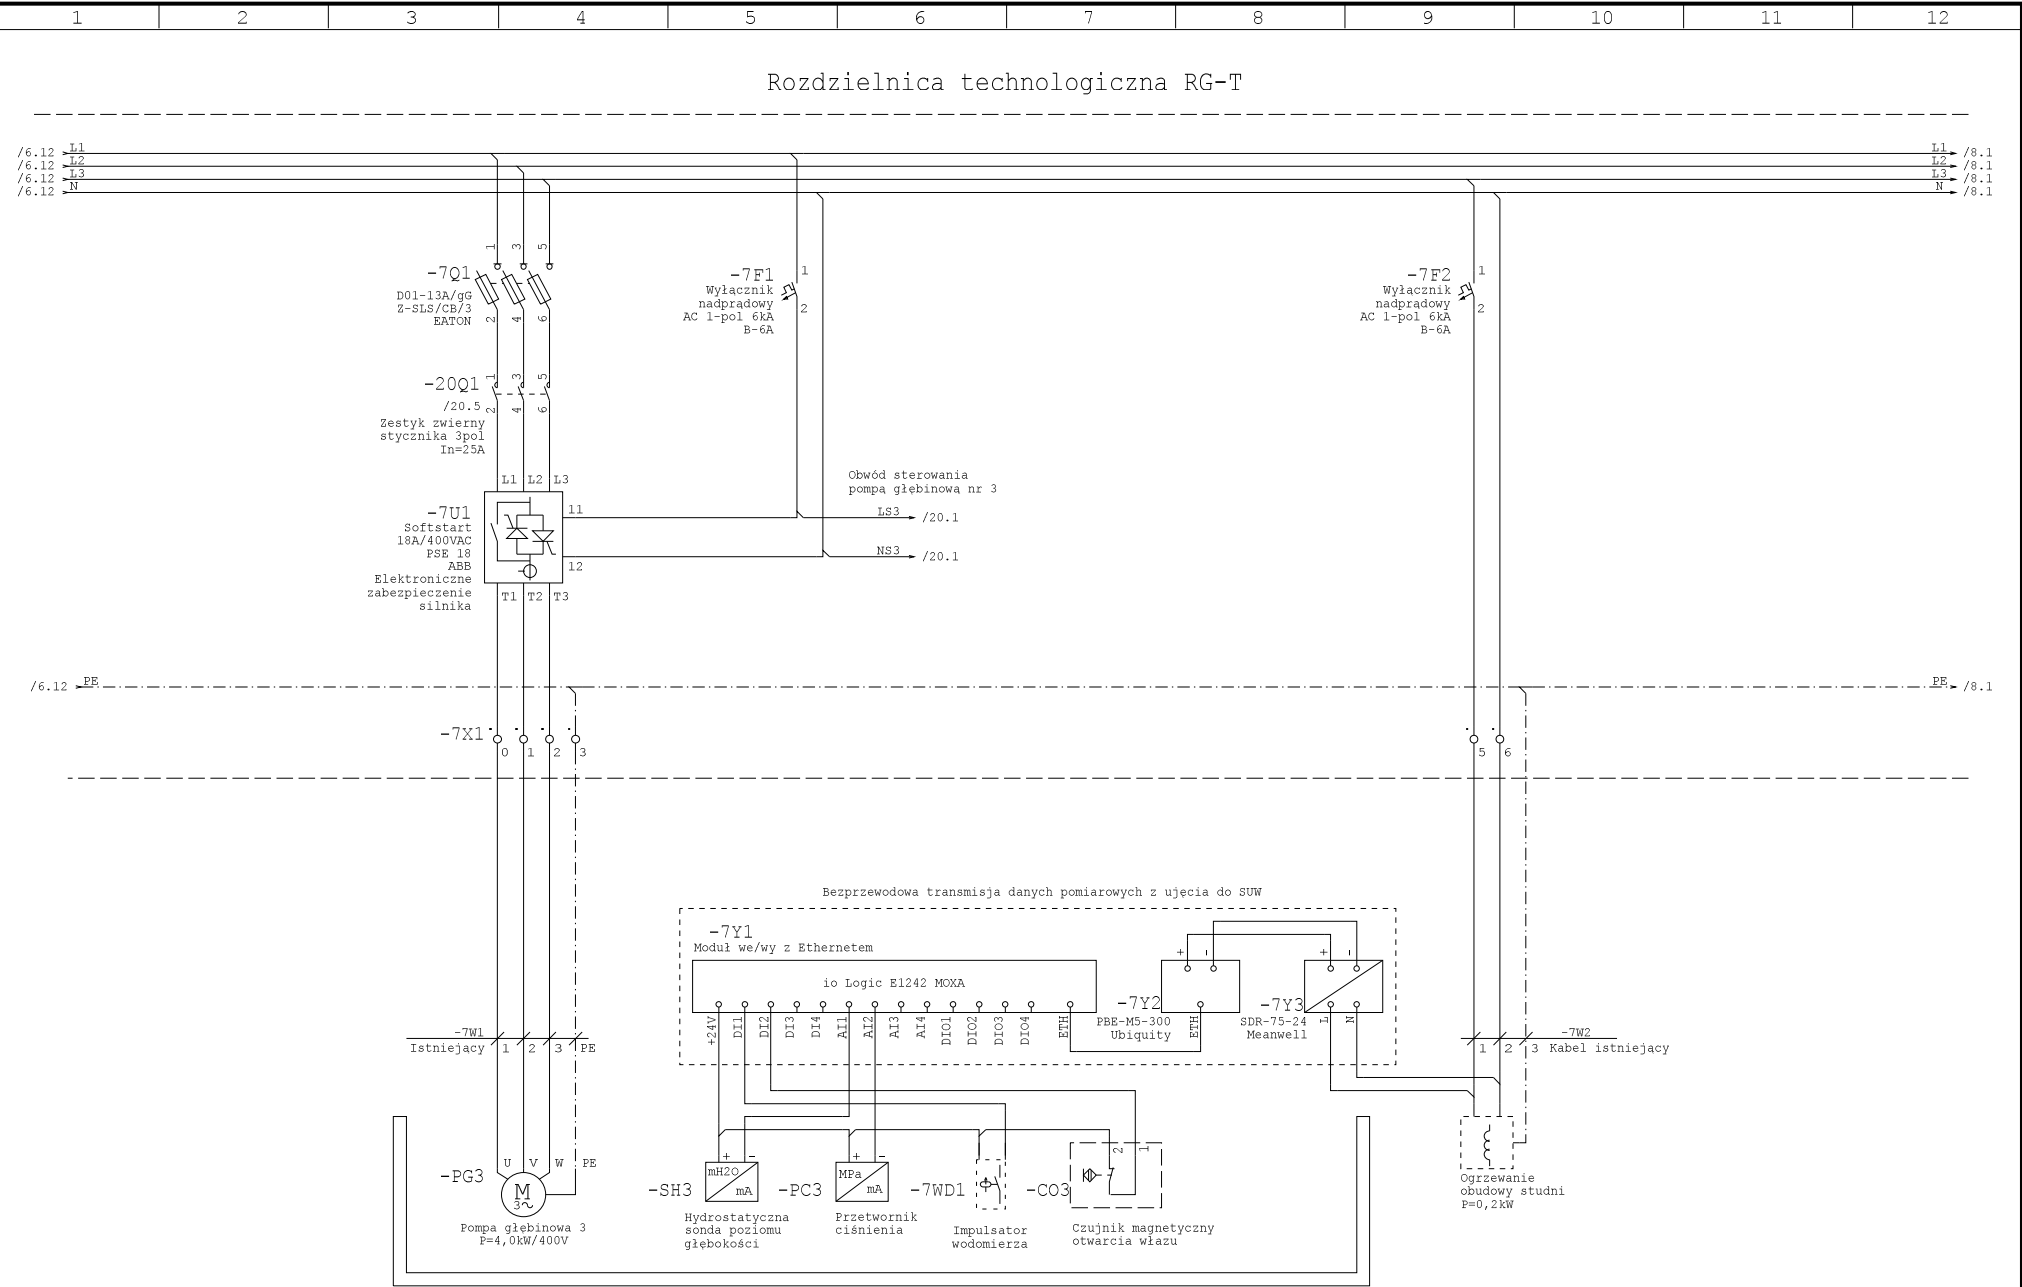 1 2 3 4 5 6 7 8 9 10 11 12
Rozdzielnica technologiczna RG-T
/6.12 L1 L1 /8.1
/6.12 L2 L2 /8.1
/6.12 L3 L3 /8.1
/6.12 N N /8.1
1 3 5
-7Q1
D01-13A/gG
Z-SLS/CB/3
EATON
2 4 6
-7F1 1
Wyłącznik
nadprądowy 2
AC 1-pol 6kA
B-6A
-7F2 1
Wyłącznik
nadprądowy 2
AC 1-pol 6kA
B-6A
1 3 5
-20Q1
/20.5
2 4 6
Zestyk zwierny
stycznika 3pol
In=25A
L1 L2 L3
-7U1
Softstart
18A/400VAC
PSE 18
ABB
Elektroniczne
zabezpieczenie
silnika
11
12
T1 T2 T3
Obwód sterowania
pompą głębinową nr 3
LS3 /20.1
NS3 /20.1
/6.12 PE PE /8.1
-7X1
0 1 2 3 5 6
Bezprzewodowa transmisja danych pomiarowych z ujęcia do SUW
-7Y1
Moduł we/wy z Ethernetem
io Logic E1242 MOXA
+24V DI1 DI2 DI3 DI4 AI1 AI2 AI3 AI4 DIO1 DIO2 DIO3 DIO4 ETH
+ -
-7Y2
PBE-M5-300
Ubiquity
ETH
+ -
-7Y3
SDR-75-24
Meanwell
L N
-7W1
Istniejący 1 2 3 PE
-7W2
1 2 3 Kabel istniejący
U V W PE
-PG3
M
3~
Pompa głębinowa 3
P=4,0kW/400V
+ -
-SH3
mH2O
mA
Hydrostatyczna
sonda poziomu
głębokości
+ -
-PC3
MPa
mA
Przetwornik
ciśnienia
-7WD1
Impulsator
wodomierza
2 1
-CO3
Czujnik magnetyczny
otwarcia włazu
Ogrzewanie
obudowy studni
P=0,2kW